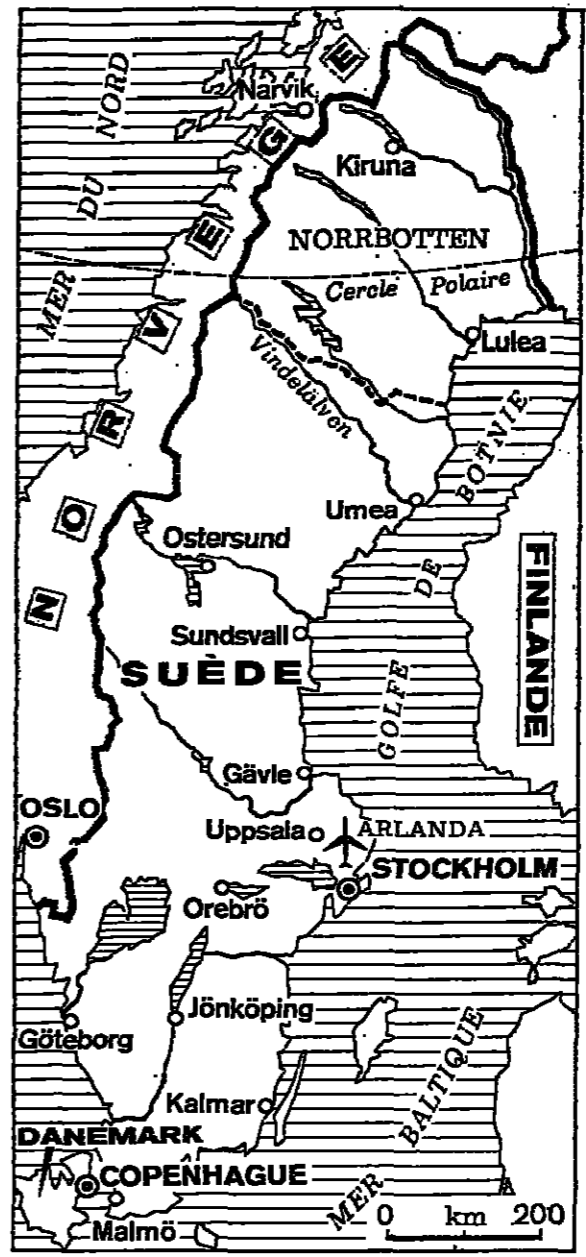 MER DU NORD
NORVEGE
Narvik
Kiruna
NORRBOTTEN
Cercle Polaire
Lulea
Vindelälven
Umea
GOLFE DE BOTNIE
FINLANDE
Ostersund
Sundsvall
SUÈDE
Gävle
OSLO
Uppsala
ARLANDA
STOCKHOLM
Orebrö
Jönköping
Göteborg
Kalmar
MER BALTIQUE
DANEMARK
COPENHAGUE
Malmö
0 km 200